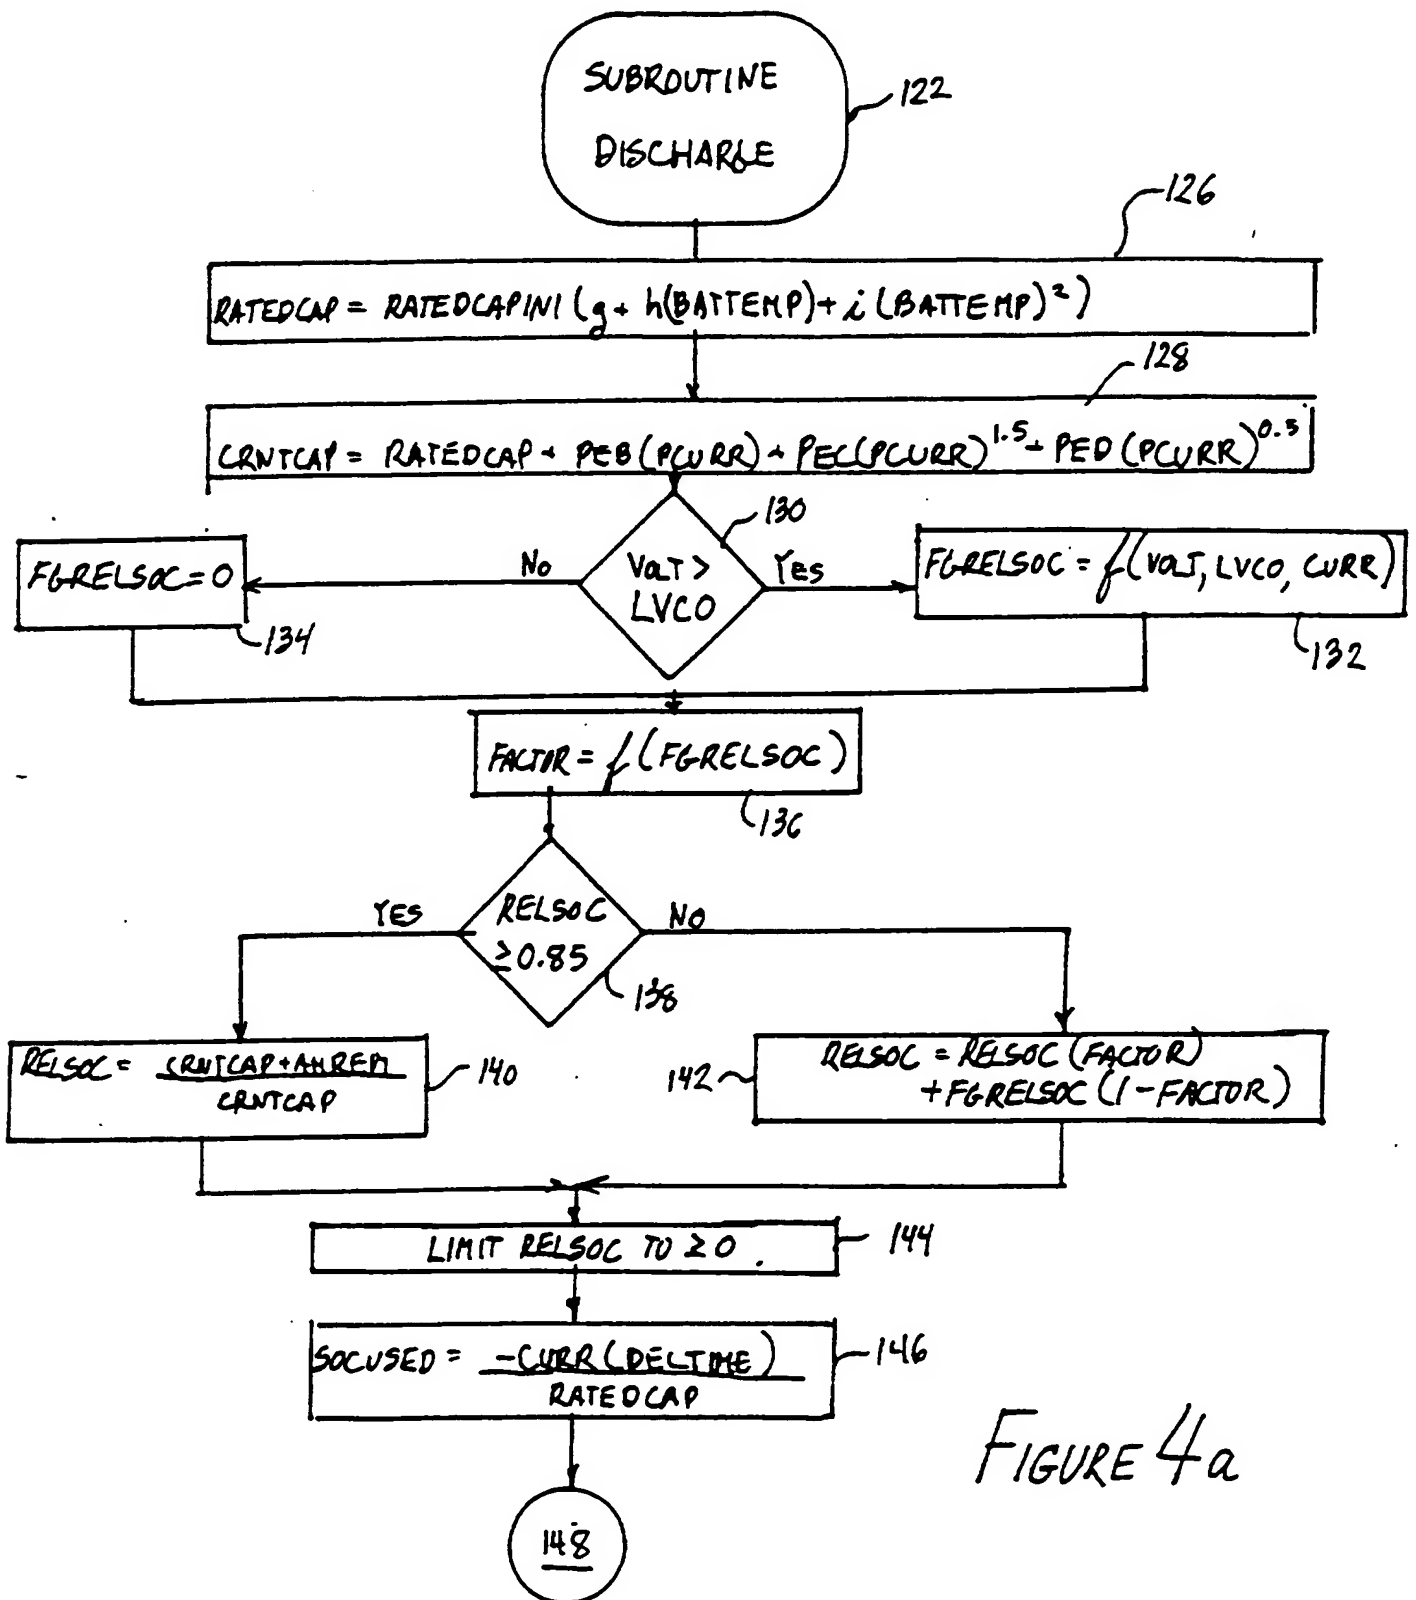 SUBROUTINE
DISCHARGE
122
126
RATEDCAP = RATEDCAPINI (g + h(BATTEMP) + i (BATTEMP)²)
128
CRNTCAP = RATEDCAP + PEB (PCURR) + PEC(PCURR)^1.5 + PED (PCURR)^0.5
130
FGRELSOC = 0
134
No
VOLT >
LVCO
Yes
FGRELSOC = f(VOLT, LVCO, CURR)
132
FACTOR = f(FGRELSOC)
136
YES
RELSOC
≥0.85
NO
138
RELSOC = CRNTCAP+AHREM
CRNTCAP
140
142
RELSOC = RELSOC (FACTOR)
+FGRELSOC (1-FACTOR)
LIMIT RELSOC TO ≥0
144
SOCUSED = -CURR(DELTIME)
RATEDCAP
146
148
FIGURE 4a